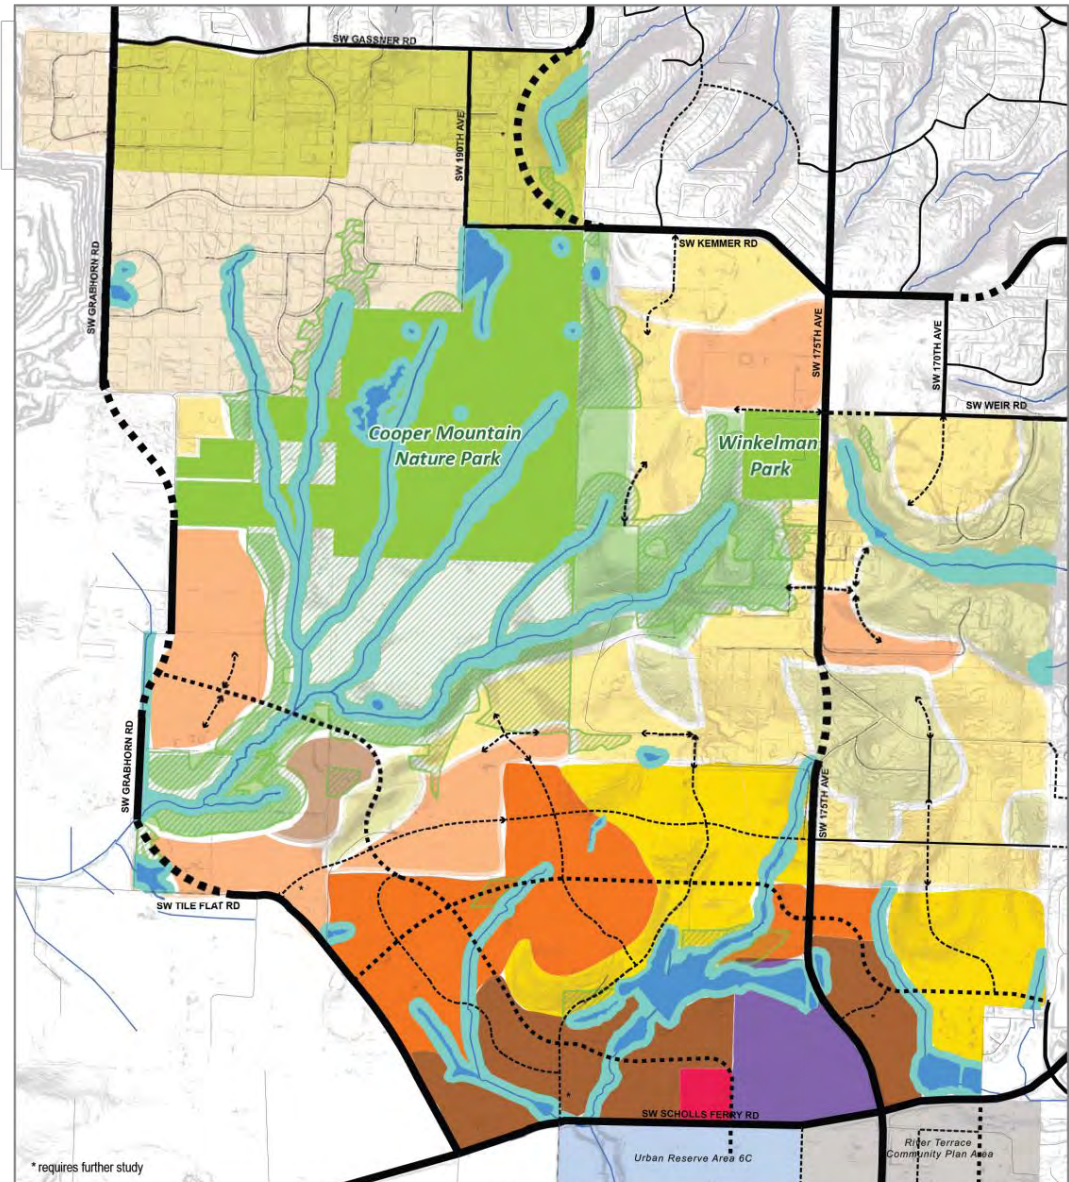 SW GASSNER RD
SW 190TH AVE
SW KEMMER RD
SW GRABHORN RD
SW 175TH AVE
SW 170TH AVE
SW WEIR RD
Cooper Mountain
Nature Park
Winkelman
Park
SW GRABHORN RD
SW 175TH AVE
*
SW TILE FLAT RD
*
*
SW SCHOLLS FERRY RD
River Terrace
Community Plan Area
Urban Reserve Area 6C
* requires further study